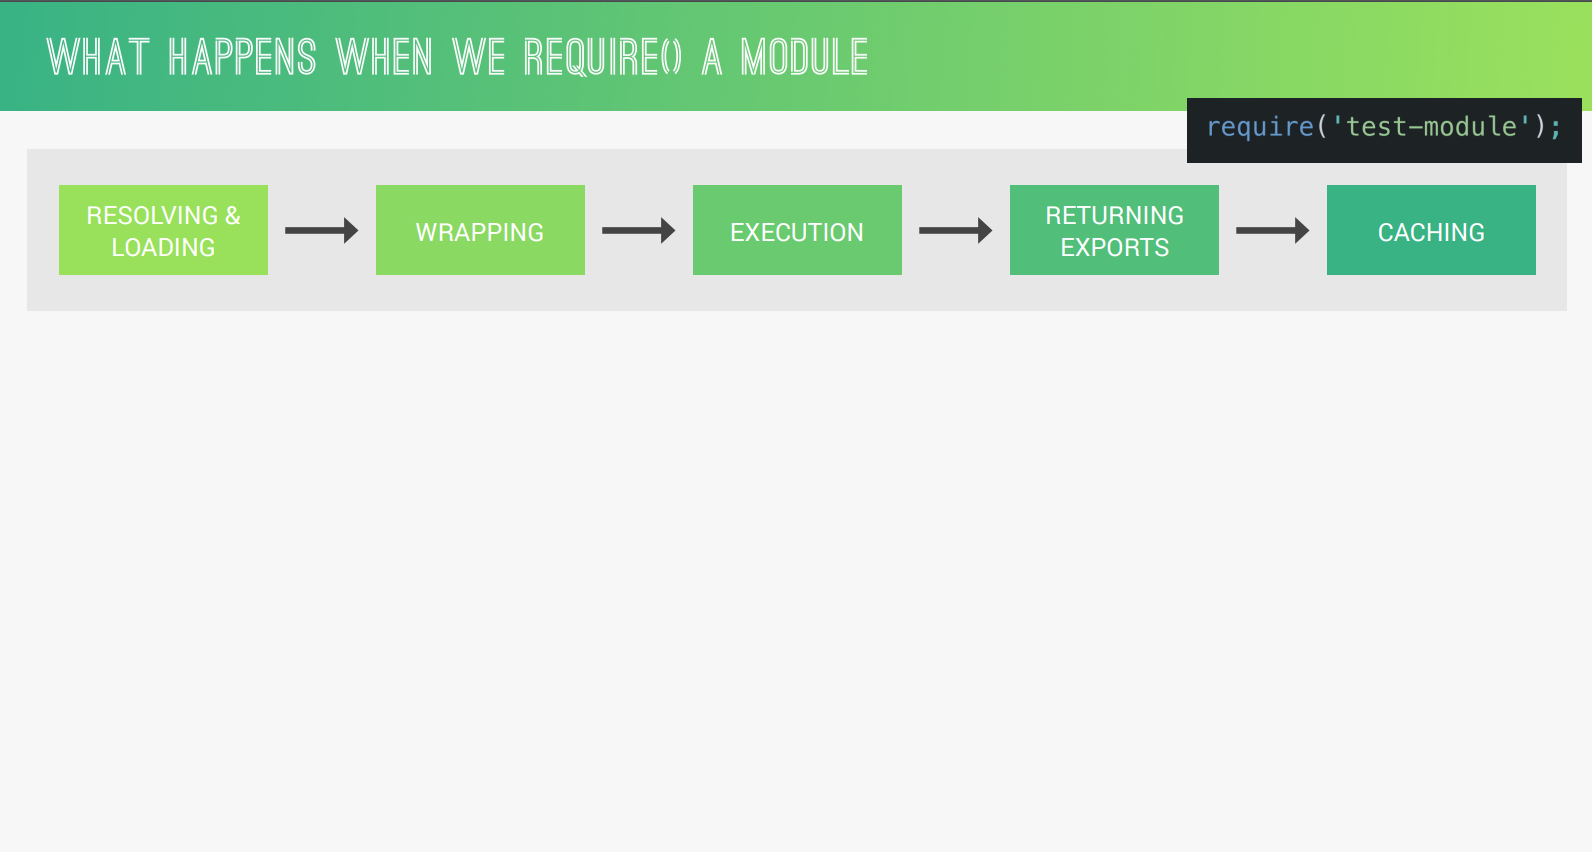 WHAT HAPPENS WHEN WE REQUIRE() A MODULE
require('test-module');
RESOLVING &
LOADING
WRAPPING
EXECUTION
RETURNING
EXPORTS
CACHING